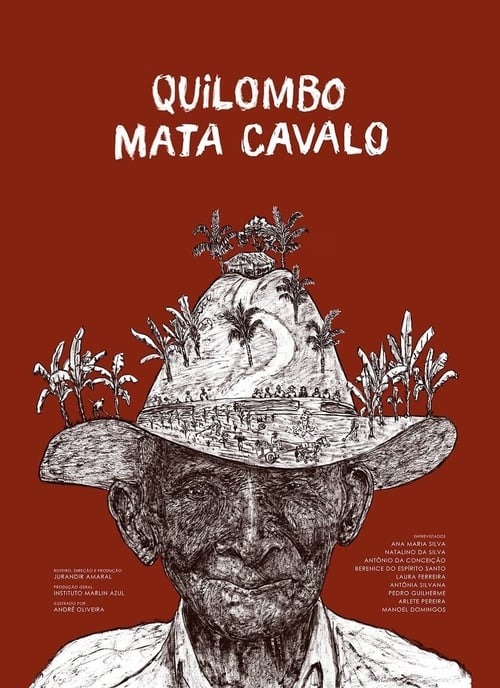 QUILOMBO
MATA CAVALO
ROTEIRO, DIREÇÃO E PRODUÇÃO
JURANDIR AMARAL
PRODUÇÃO GERAL
INSTITUTO MARLIN AZUL
ILUSTRADO POR
ANDRÉ OLIVEIRA
ENTREVISTADOS
ANA MARIA SILVA
NATALINO DA SILVA
ANTÔNIO DA CONCEIÇÃO
BERENICE DO ESPÍRITO SANTO
LAURA FERREIRA
ANTÔNIA SILVANA
PEDRO GUILHERME
ARLETE PEREIRA
MANOEL DOMINGOS